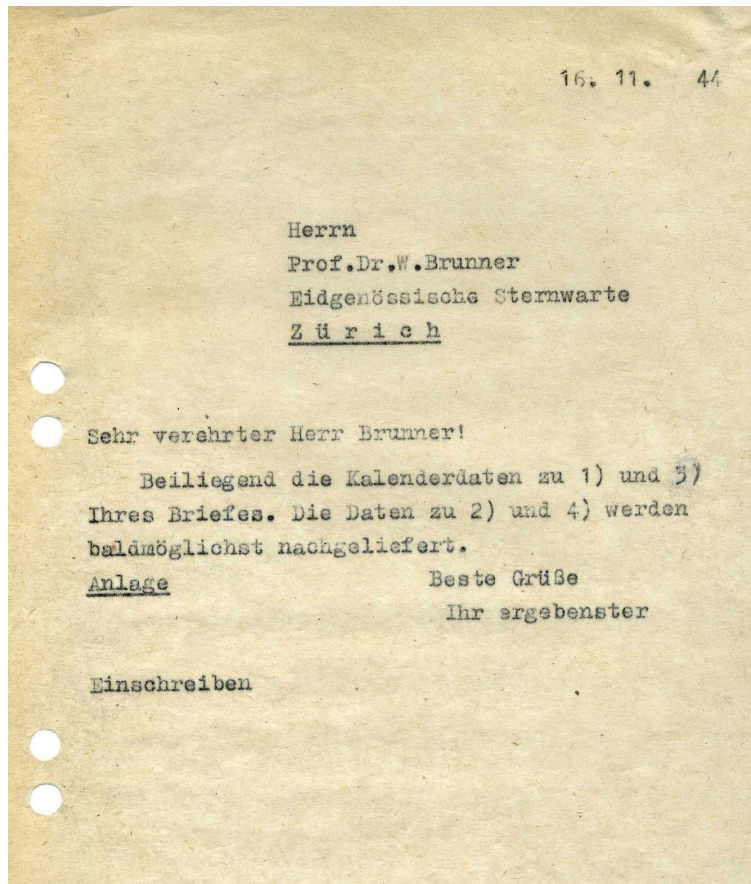 16. 11. 44
Herrn
Prof.Dr.W.Brunner
Eidgenössische Sternwarte
Z ü r i c h
Sehr verehrter Herr Brunner!
Beiliegend die Kalenderdaten zu 1) und 3)
Ihres Briefes. Die Daten zu 2) und 4) werden
baldmöglichst nachgeliefert.
Anlage Beste Grüße
Ihr ergebenster
Einschreiben